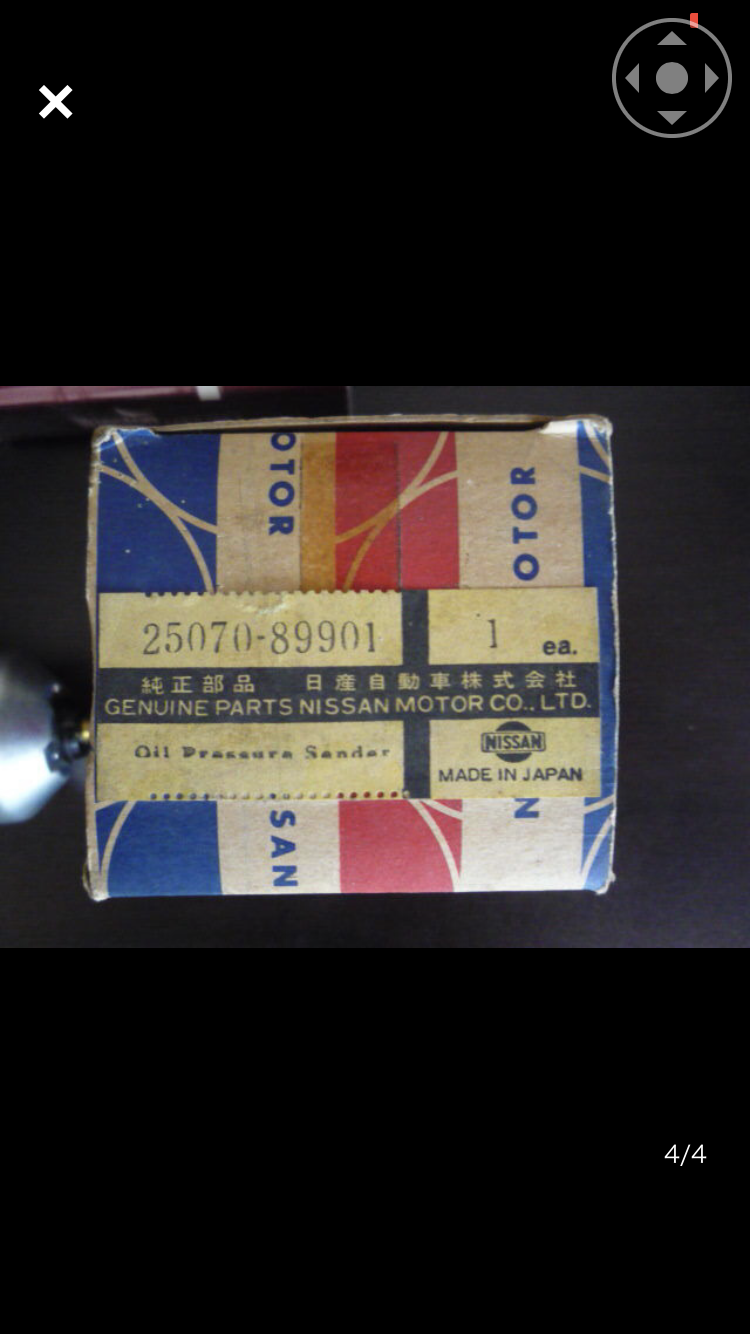 ×
OTOR
OTOR
25070-89901
1 ea.
純正部品 日産自動車株式会社
GENUINE PARTS NISSAN MOTOR CO., LTD.
Oil Pressure Sender
NISSAN
MADE IN JAPAN
SAN
N
4/4